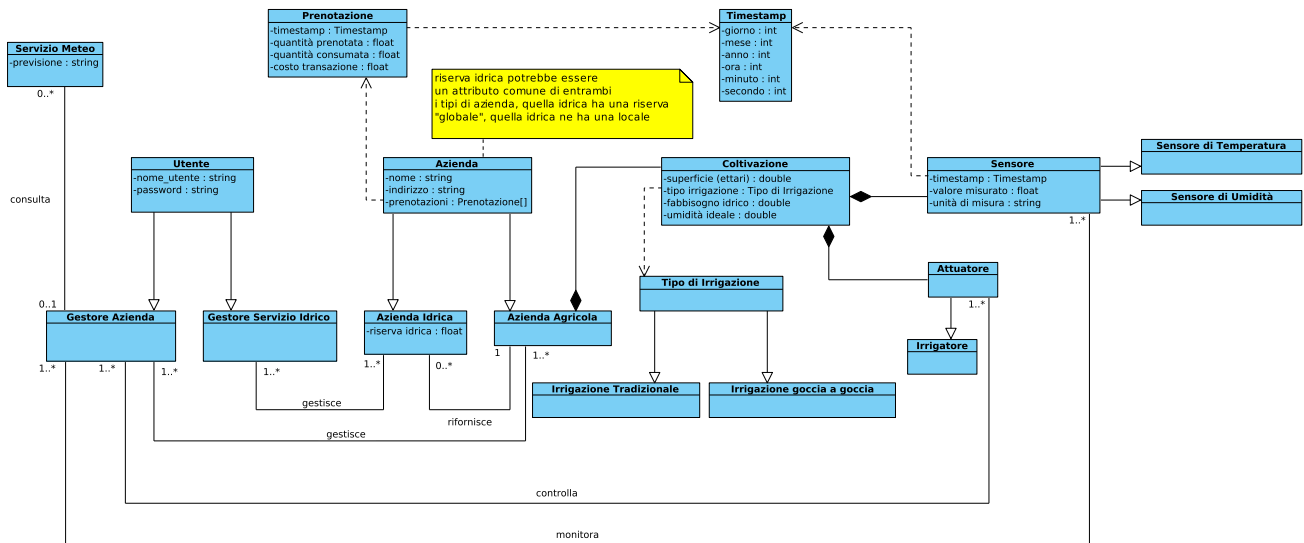 Prenotazione
-timestamp : Timestamp
-quantità prenotata : float
-quantità consumata : float
-costo transazione : float
Timestamp
-giorno : int
-mese : int
-anno : int
-ora : int
-minuto : int
-secondo : int
Servizio Meteo
-previsione : string
0..*
riserva idrica potrebbe essere
un attributo comune di entrambi
i tipi di azienda, quella idrica ha una riserva
"globale", quella idrica ne ha una locale
Utente
-nome_utente : string
-password : string
Azienda
-nome : string
-indirizzo : string
-prenotazioni : Prenotazione[]
Coltivazione
-superficie (ettari) : double
-tipo irrigazione : Tipo di Irrigazione
-fabbisogno idrico : double
-umidità ideale : double
Sensore
-timestamp : Timestamp
-valore misurato : float
-unità di misura : string
1..*
Sensore di Temperatura
Sensore di Umidità
consulta
0..1
Gestore Azienda
1..*
1..*
1..*
Gestore Servizio Idrico
1..*
Azienda Idrica
-riserva idrica : float
1..*
0..*
Azienda Agricola
1
1..*
Tipo di Irrigazione
Attuatore
1..*
Irrigatore
Irrigazione Tradizionale
Irrigazione goccia a goccia
gestisce
rifornisce
gestisce
controlla
monitora